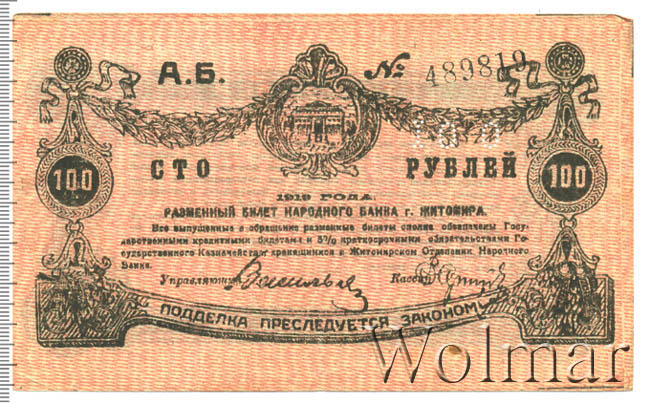 А.Б. № 489819
СТО РУБЛЕЙ
100 100
1919 ГОДА.
РАЗМЕННЫЙ БИЛЕТ НАРОДНОГО БАНКА г. ЖИТОМИРА.
Все выпущенные в обращение разменные билеты сполна обеспечены Госу-
дарственными кредитными билетами и 5% краткосрочными обязательствами Го-
сударственного Казначейства хранящимися в Житомирском Отделении Народного
Банка.
Управляющий Кассир
ПОДДЕЛКА ПРЕСЛЕДУЕТСЯ ЗАКОНОМЪ
Wolmar